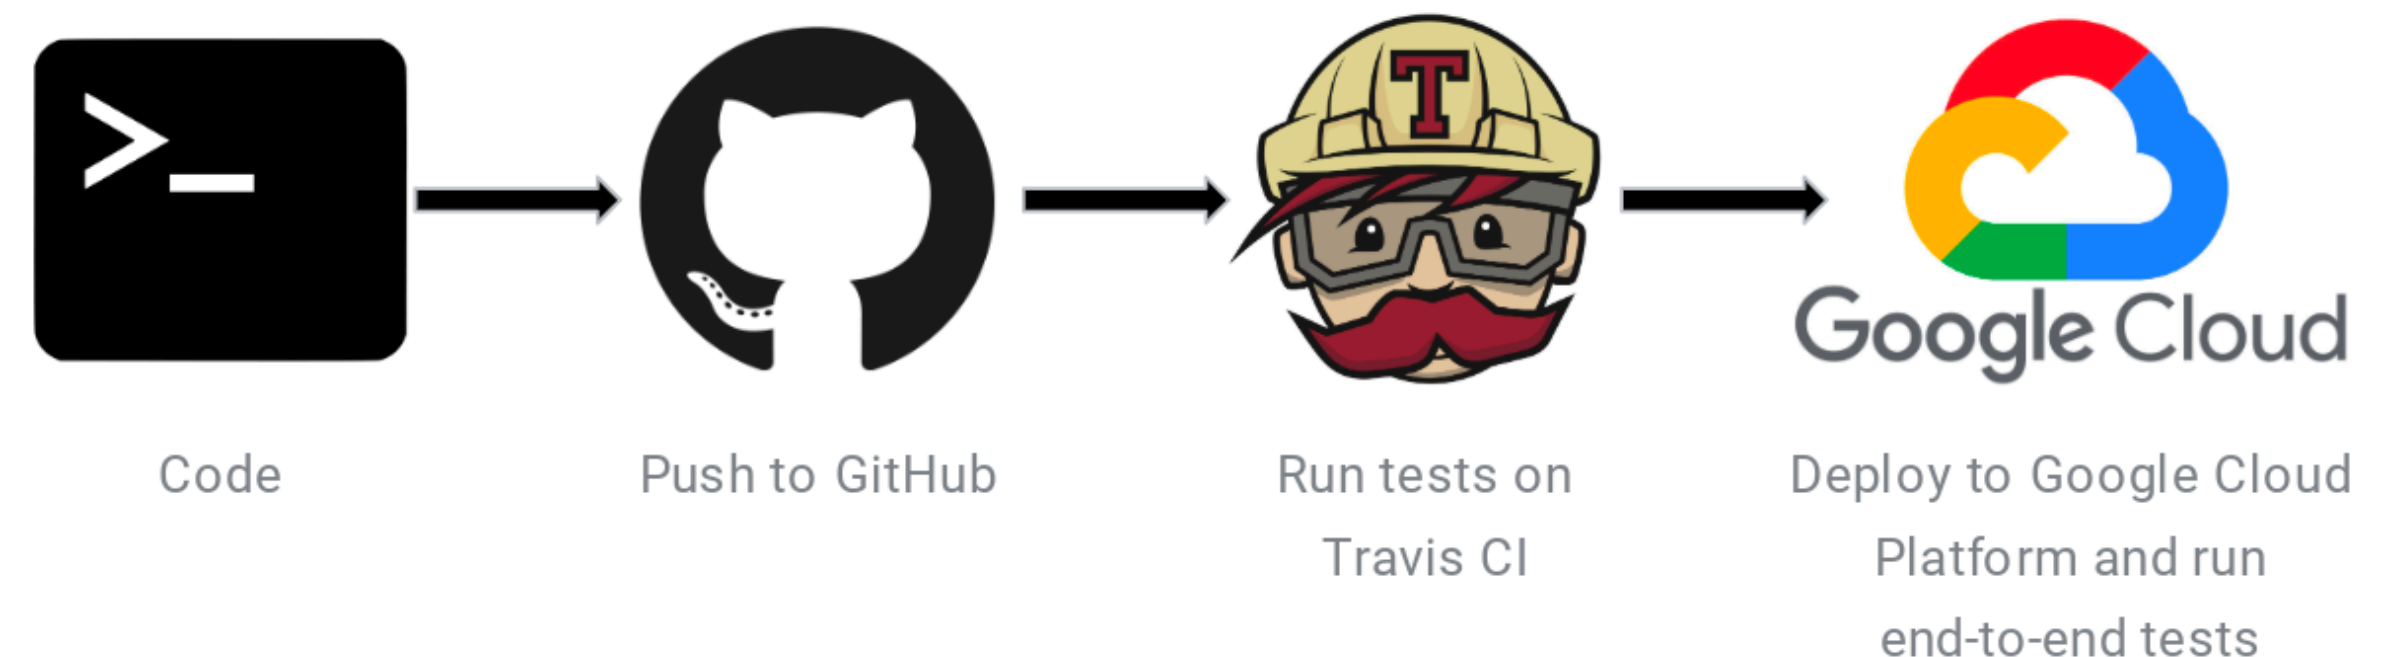 >_
T
Google Cloud
Code
Push to GitHub
Run tests on
Travis CI
Deploy to Google Cloud
Platform and run
end-to-end tests